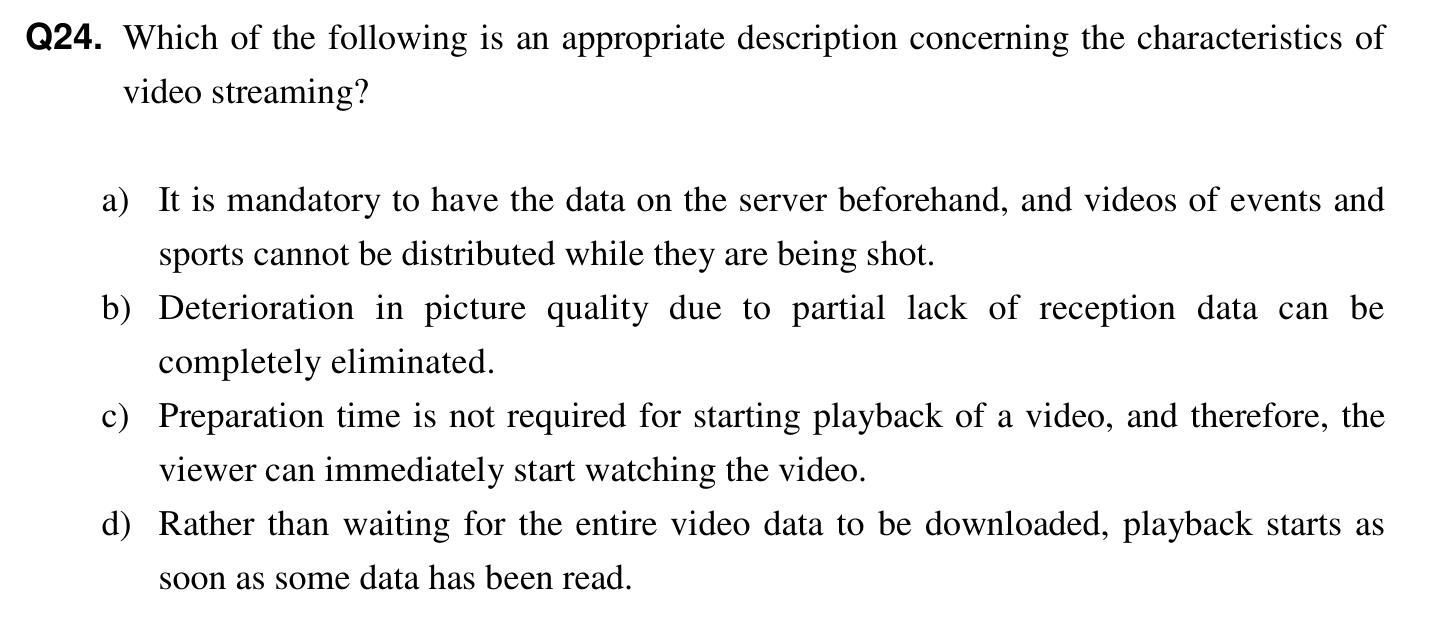 Q24. Which of the following is an appropriate description concerning the characteristics of
video streaming?
a) It is mandatory to have the data on the server beforehand, and videos of events and
sports cannot be distributed while they are being shot.
b) Deterioration in picture quality due to partial lack of reception data can be
completely eliminated.
c) Preparation time is not required for starting playback of a video, and therefore, the
viewer can immediately start watching the video.
d) Rather than waiting for the entire video data to be downloaded, playback starts as
soon as some data has been read.